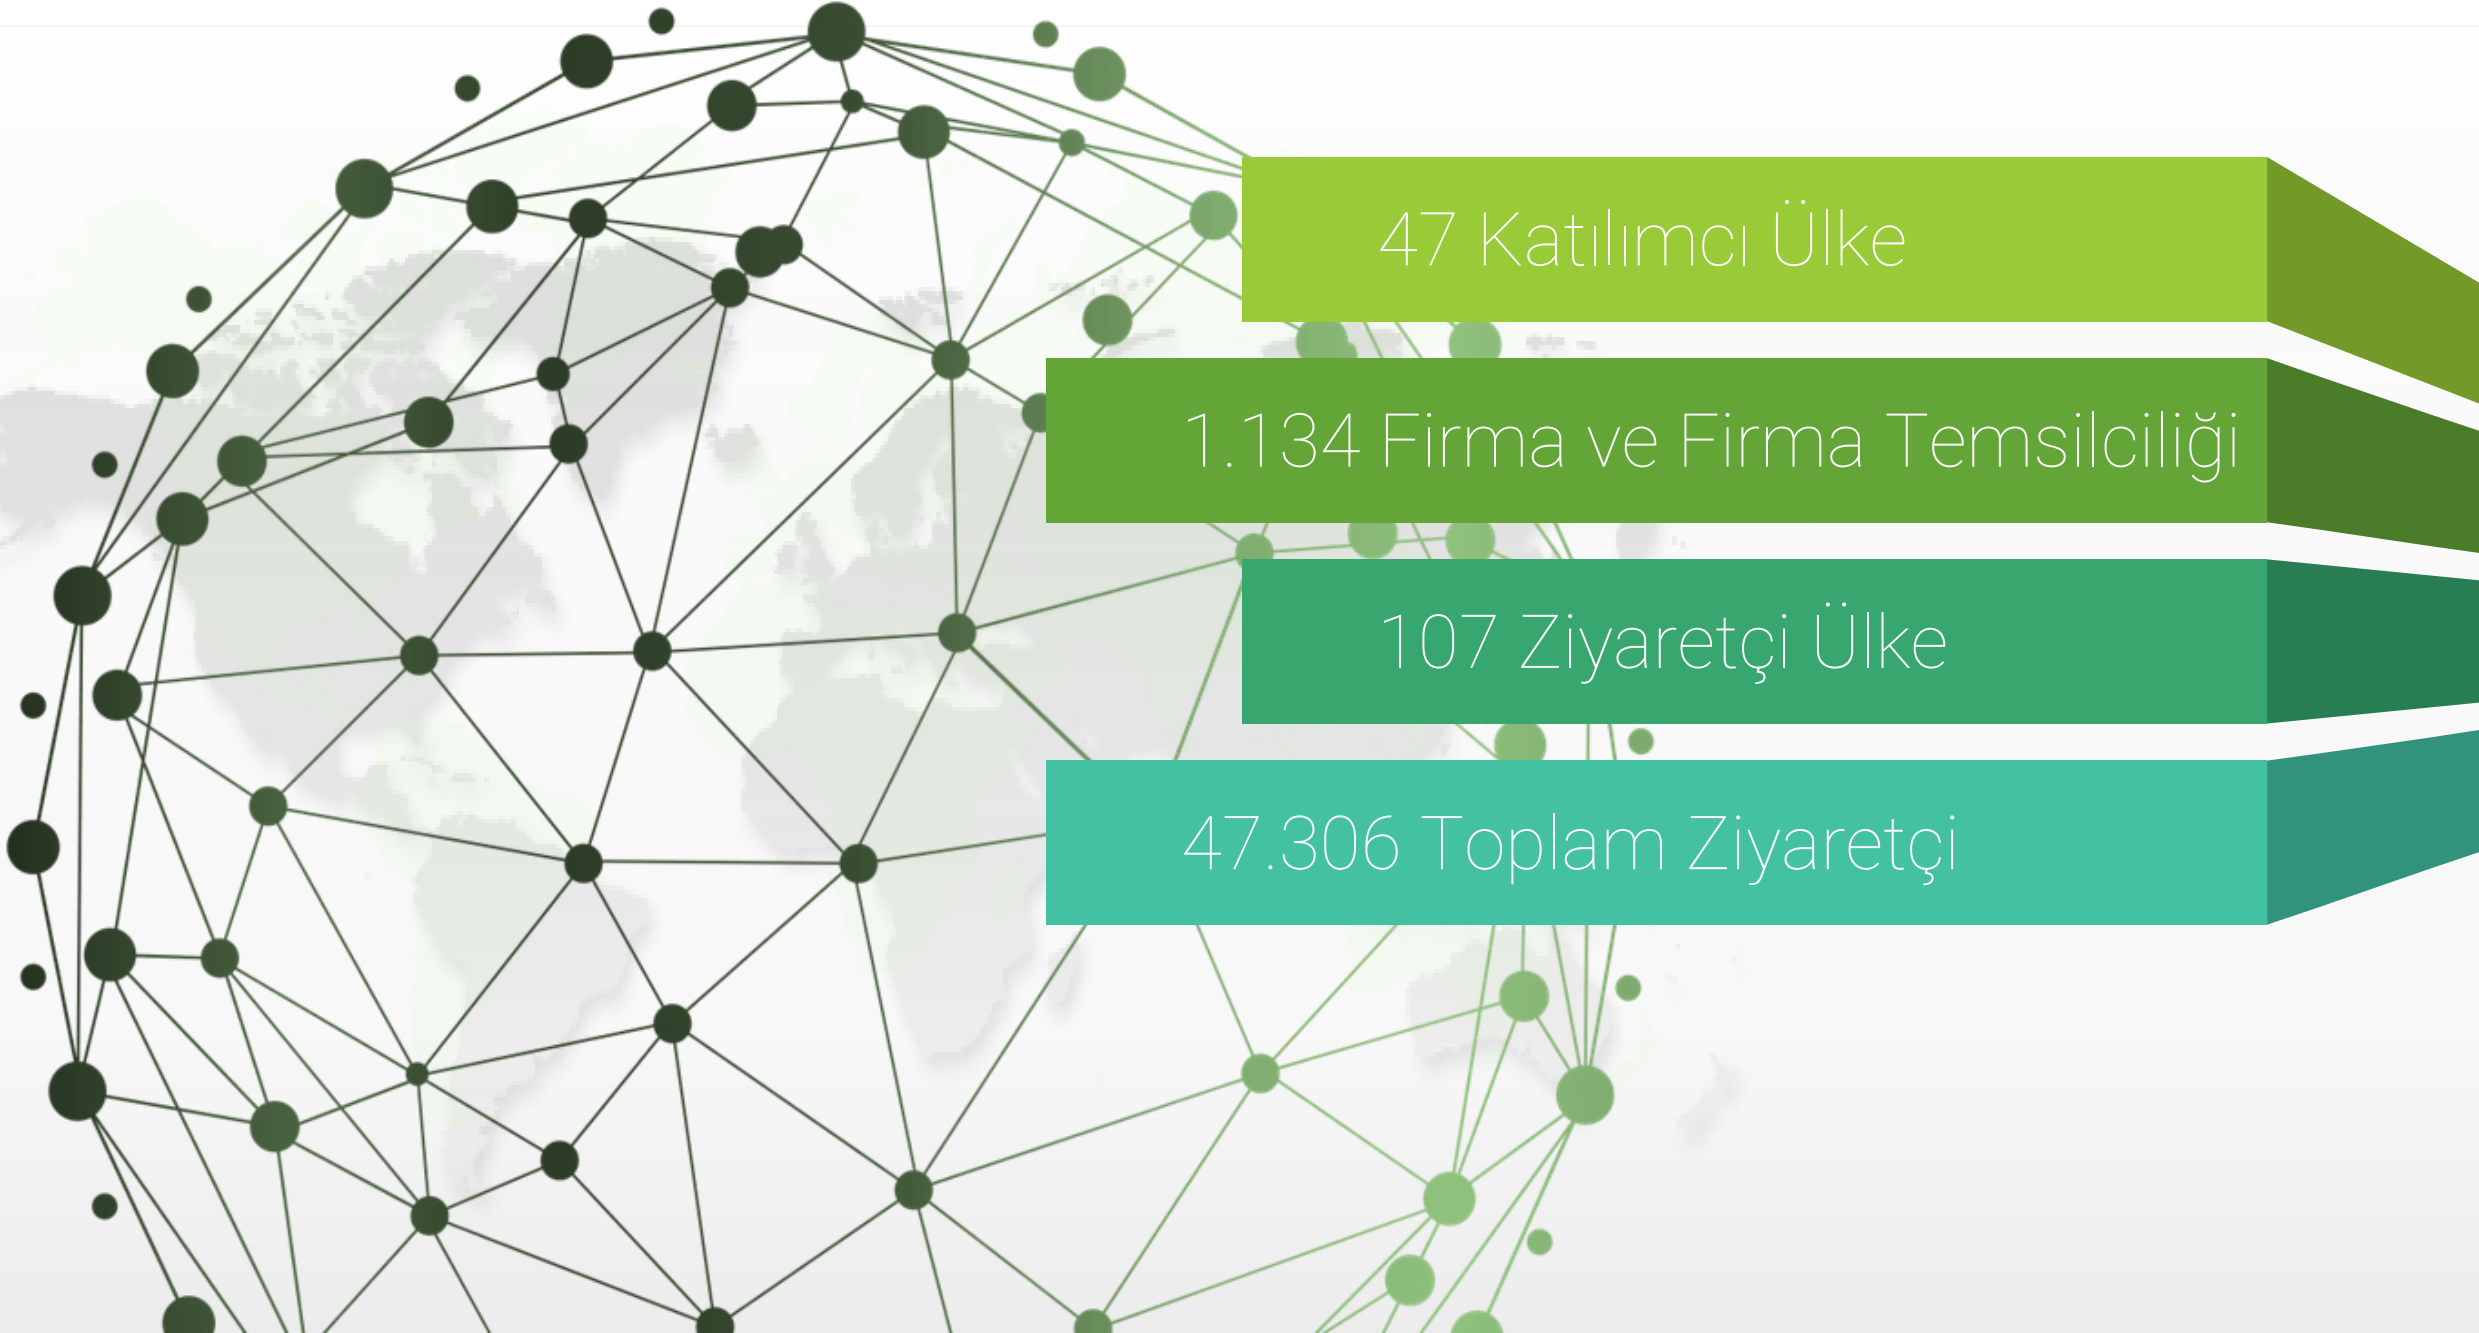 47 Katılımcı Ülke
1.134 Firma ve Firma Temsilciliği
107 Ziyaretçi Ülke
47.306 Toplam Ziyaretçi